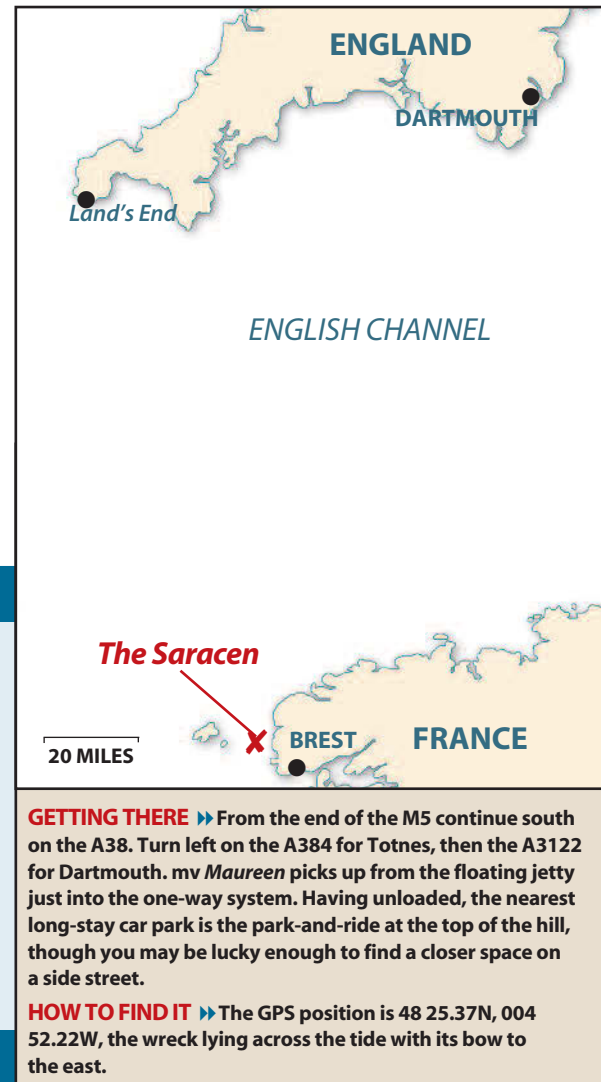 ENGLAND
DARTMOUTH
Land's End
ENGLISH CHANNEL
The Saracen
BREST
FRANCE
20 MILES
GETTING THERE From the end of the M5 continue south
on the A38. Turn left on the A384 for Totnes, then the A3122
for Dartmouth. mv Maureen picks up from the floating jetty
just into the one-way system. Having unloaded, the nearest
long-stay car park is the park-and-ride at the top of the hill,
though you may be lucky enough to find a closer space on
a side street.
HOW TO FIND IT The GPS position is 48 25.37N, 004
52.22W, the wreck lying across the tide with its bow to
the east.